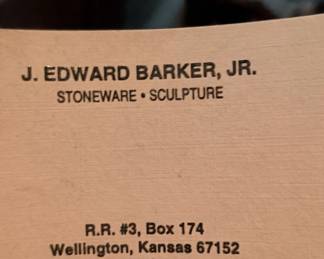 J. EDWARD BARKER, JR.
STONEWARE • SCULPTURE
R.R. #3, Box 174
Wellington, Kansas 67152